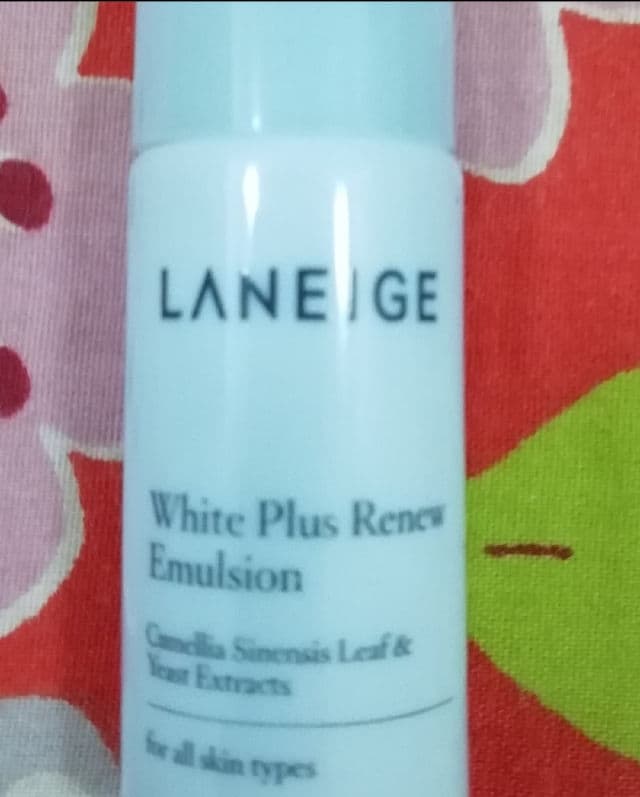 LANEIGE
White Plus Renew
Emulsion
Camellia Sinensis Leaf &
Yeast Extracts
for all skin types